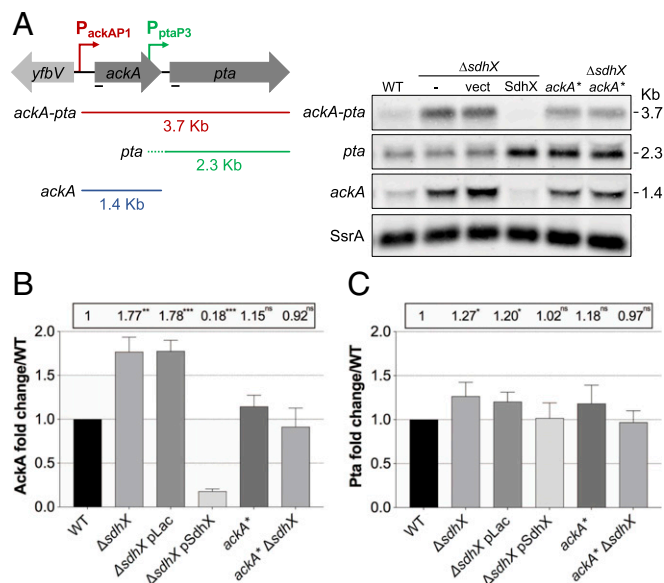 A
P_ackAP1 P_ptaP3
yfbV ackA pta
ackA-pta
3.7 Kb
pta
2.3 Kb
ackA
1.4 Kb
ΔsdhX
WT - vect SdhX ackA* ΔsdhX ackA* Kb
ackA-pta -3.7
pta -2.3
ackA -1.4
SsrA
B
1 1.77** 1.78*** 0.18*** 1.15ns 0.92ns
AckA fold change/WT
2.0
1.5
1.0
0.5
0.0
WT ΔsdhX ΔsdhX pLac ΔsdhX pSdhX ackA* ackA* ΔsdhX
C
1 1.27* 1.20* 1.02ns 1.18ns 0.97ns
Pta fold change/WT
2.0
1.5
1.0
0.5
0.0
WT ΔsdhX ΔsdhX pLac ΔsdhX pSdhX ackA* ackA* ΔsdhX